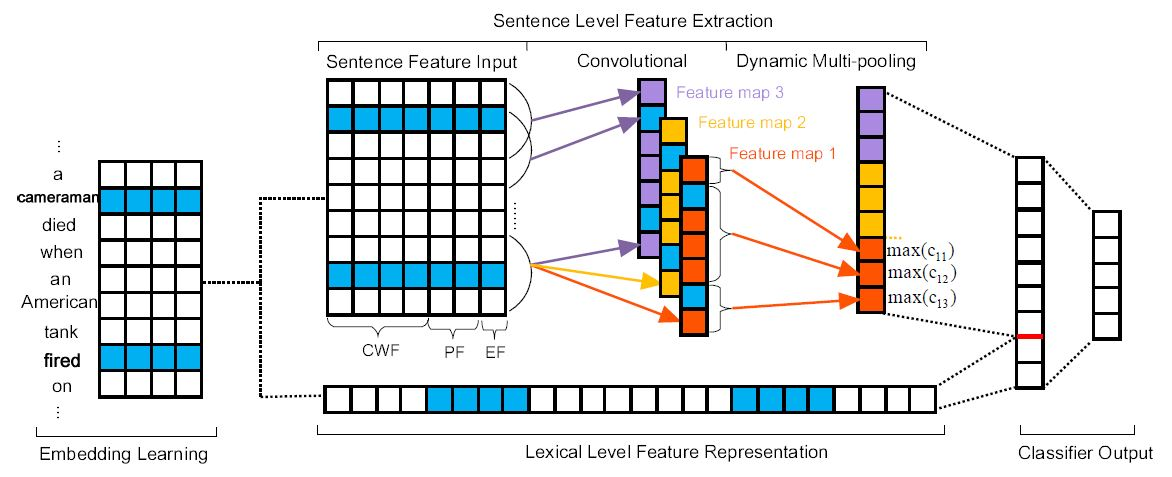 Sentence Level Feature Extraction
Sentence Feature Input
Convolutional
Dynamic Multi-pooling
Feature map 3
Feature map 2
Feature map 1
...
a
cameraman
died
when
an
American
tank
fired
on
...
......
...
max(c11)
max(c12)
max(c13)
CWF
PF
EF
Embedding Learning
Lexical Level Feature Representation
Classifier Output